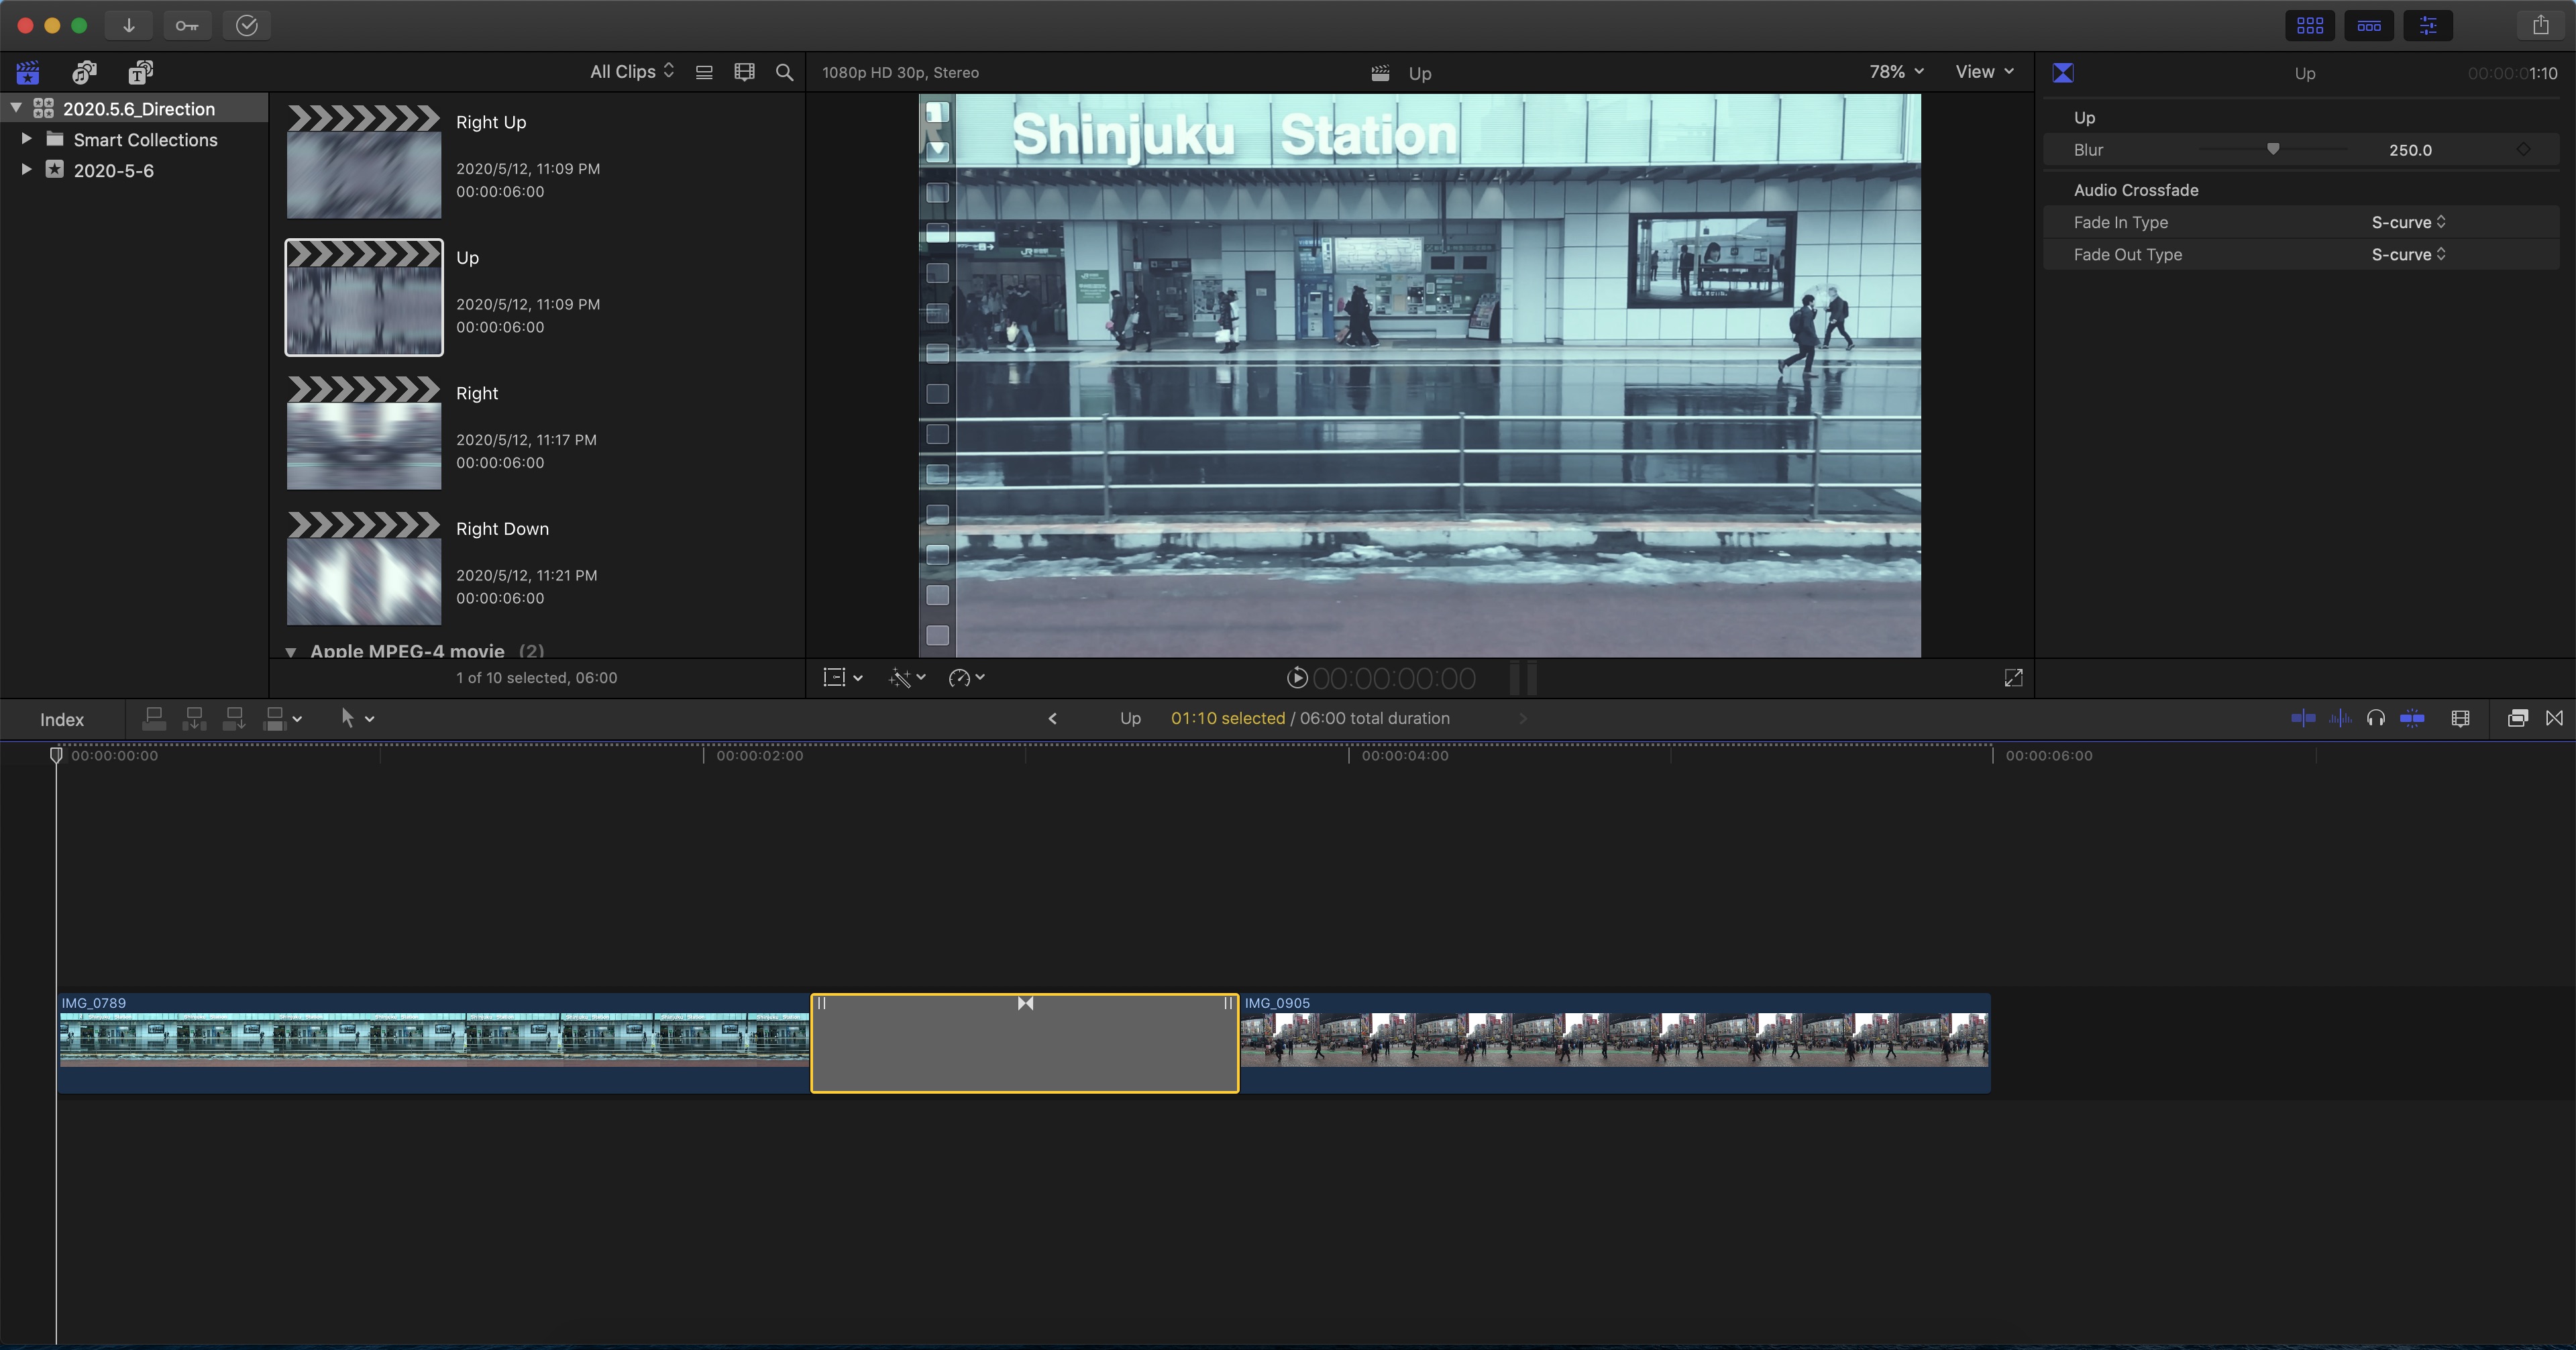 All Clips
1080p HD 30p, Stereo
Up
78%
View
Up
00:00:01:10
2020.5.6_Direction
Smart Collections
2020-5-6
Right Up
2020/5/12, 11:09 PM
00:00:06:00
Up
2020/5/12, 11:09 PM
00:00:06:00
Right
2020/5/12, 11:17 PM
00:00:06:00
Right Down
2020/5/12, 11:21 PM
00:00:06:00
Apple MPEG-4 movie (2)
1 of 10 selected, 06:00
Shinjuku Station
00:00:00:00
Up
Blur
250.0
Audio Crossfade
Fade In Type
S-curve
Fade Out Type
S-curve
Index
Up
01:10 selected / 06:00 total duration
00:00:00:00
00:00:02:00
00:00:04:00
00:00:06:00
IMG_0789
IMG_0905